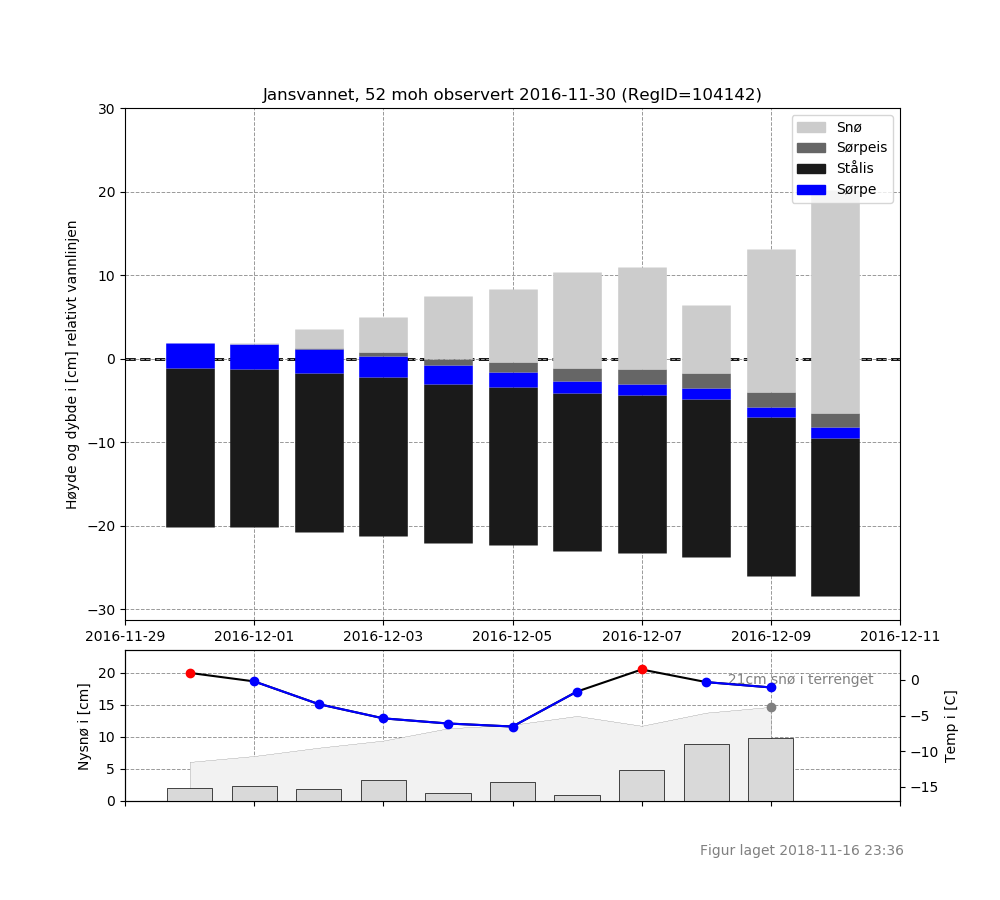 Jansvannet, 52 moh observert 2016-11-30 (RegID=104142)
Høyde og dybde i [cm] relativt vannlinjen
30
20
10
0
−10
−20
−30
Snø
Sørpeis
Stålis
Sørpe
2016-11-29 2016-12-01 2016-12-03 2016-12-05 2016-12-07 2016-12-09 2016-12-11
Nysnø i [cm]
20
15
10
5
0
21cm snø i terrenget
0
−5
−10
−15
Temp i [C]
Figur laget 2018-11-16 23:36